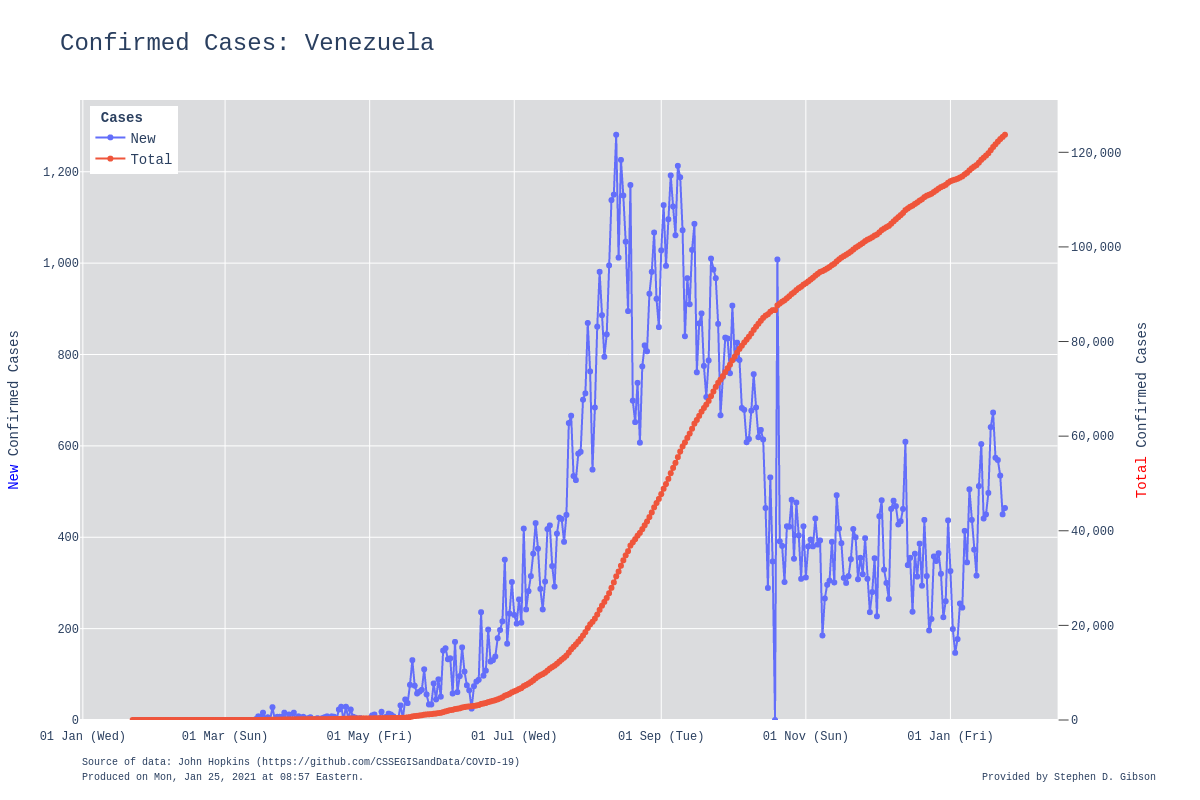 Confirmed Cases: Venezuela
Cases
New
Total
1,200
1,000
800
600
400
200
0
120,000
100,000
80,000
60,000
40,000
20,000
0
New Confirmed Cases
Total Confirmed Cases
01 Jan (Wed)
01 Mar (Sun)
01 May (Fri)
01 Jul (Wed)
01 Sep (Tue)
01 Nov (Sun)
01 Jan (Fri)
Source of data: John Hopkins (https://github.com/CSSEGISandData/COVID-19)
Produced on Mon, Jan 25, 2021 at 08:57 Eastern.
Provided by Stephen D. Gibson